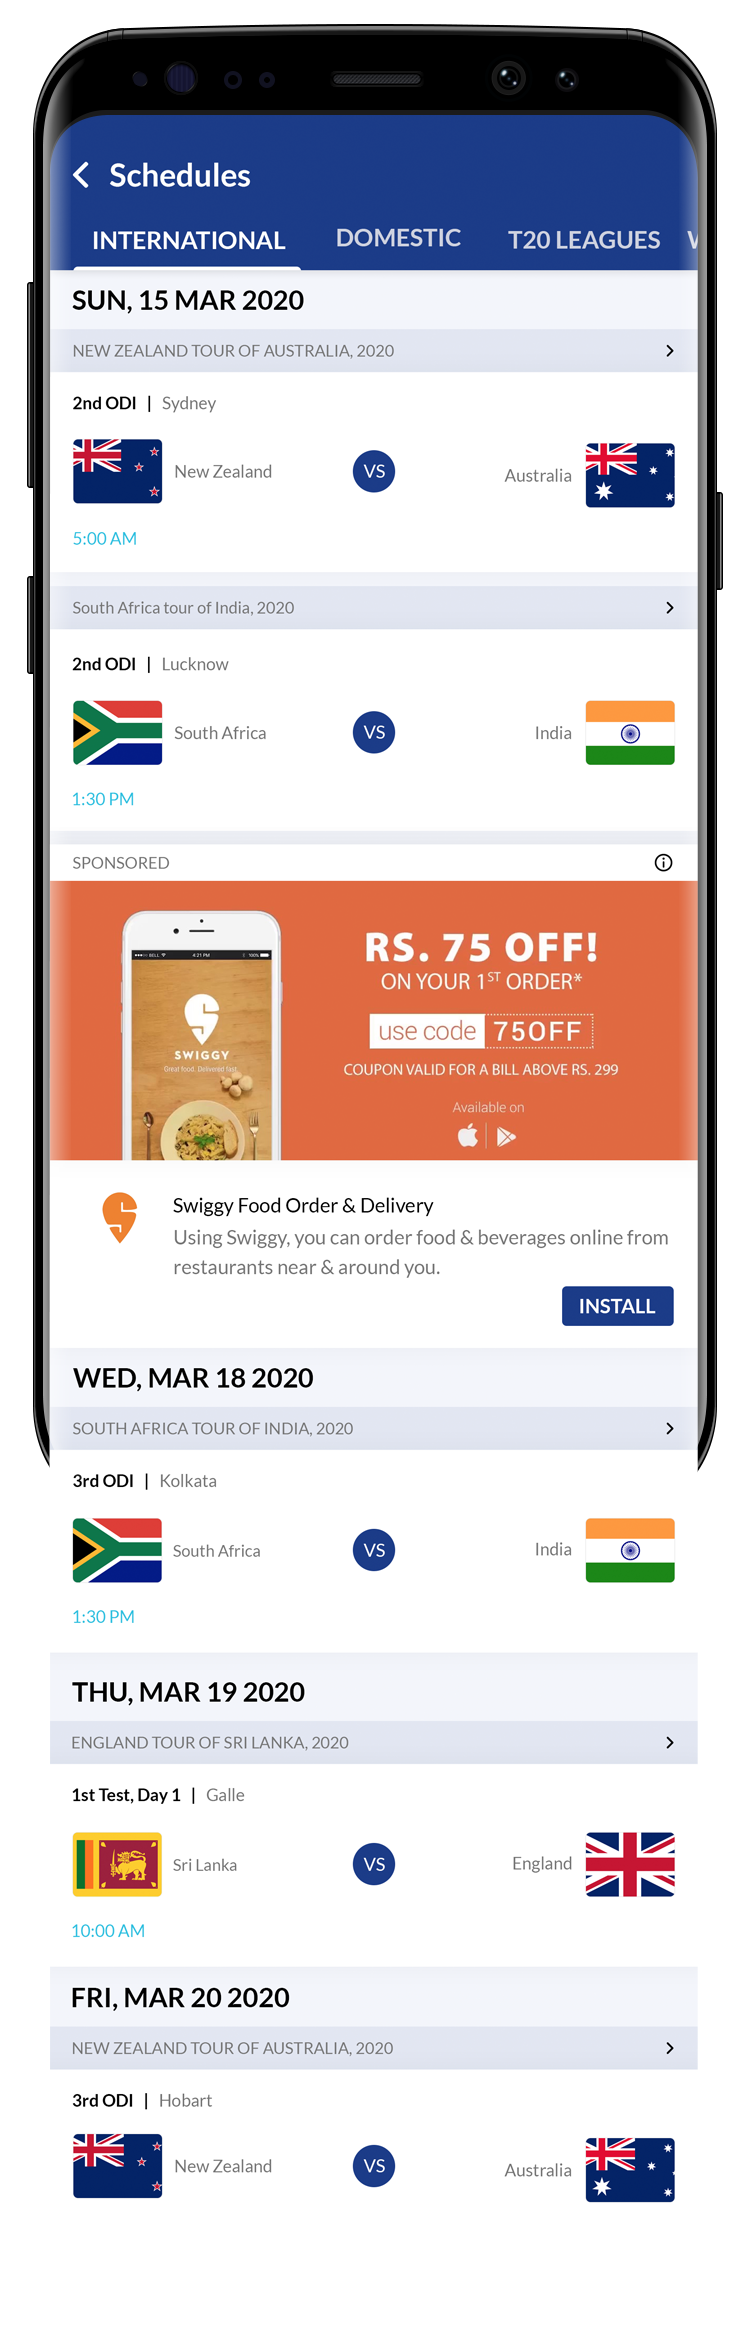 Schedules
INTERNATIONAL DOMESTIC T20 LEAGUES
SUN, 15 MAR 2020
NEW ZEALAND TOUR OF AUSTRALIA, 2020
2nd ODI | Sydney
New Zealand VS Australia
5:00 AM
South Africa tour of India, 2020
2nd ODI | Lucknow
South Africa VS India
1:30 PM
SPONSORED
BELL 4:21 PM 100%
SWIGGY
Great food, Delivered fast.
RS. 75 OFF!
ON YOUR 1ST ORDER*
use code 75OFF
COUPON VALID FOR A BILL ABOVE RS. 299
Available on
Swiggy Food Order & Delivery
Using Swiggy, you can order food & beverages online from
restaurants near & around you.
INSTALL
WED, MAR 18 2020
SOUTH AFRICA TOUR OF INDIA, 2020
3rd ODI | Kolkata
South Africa VS India
1:30 PM
THU, MAR 19 2020
ENGLAND TOUR OF SRI LANKA, 2020
1st Test, Day 1 | Galle
Sri Lanka VS England
10:00 AM
FRI, MAR 20 2020
NEW ZEALAND TOUR OF AUSTRALIA, 2020
3rd ODI | Hobart
New Zealand VS Australia